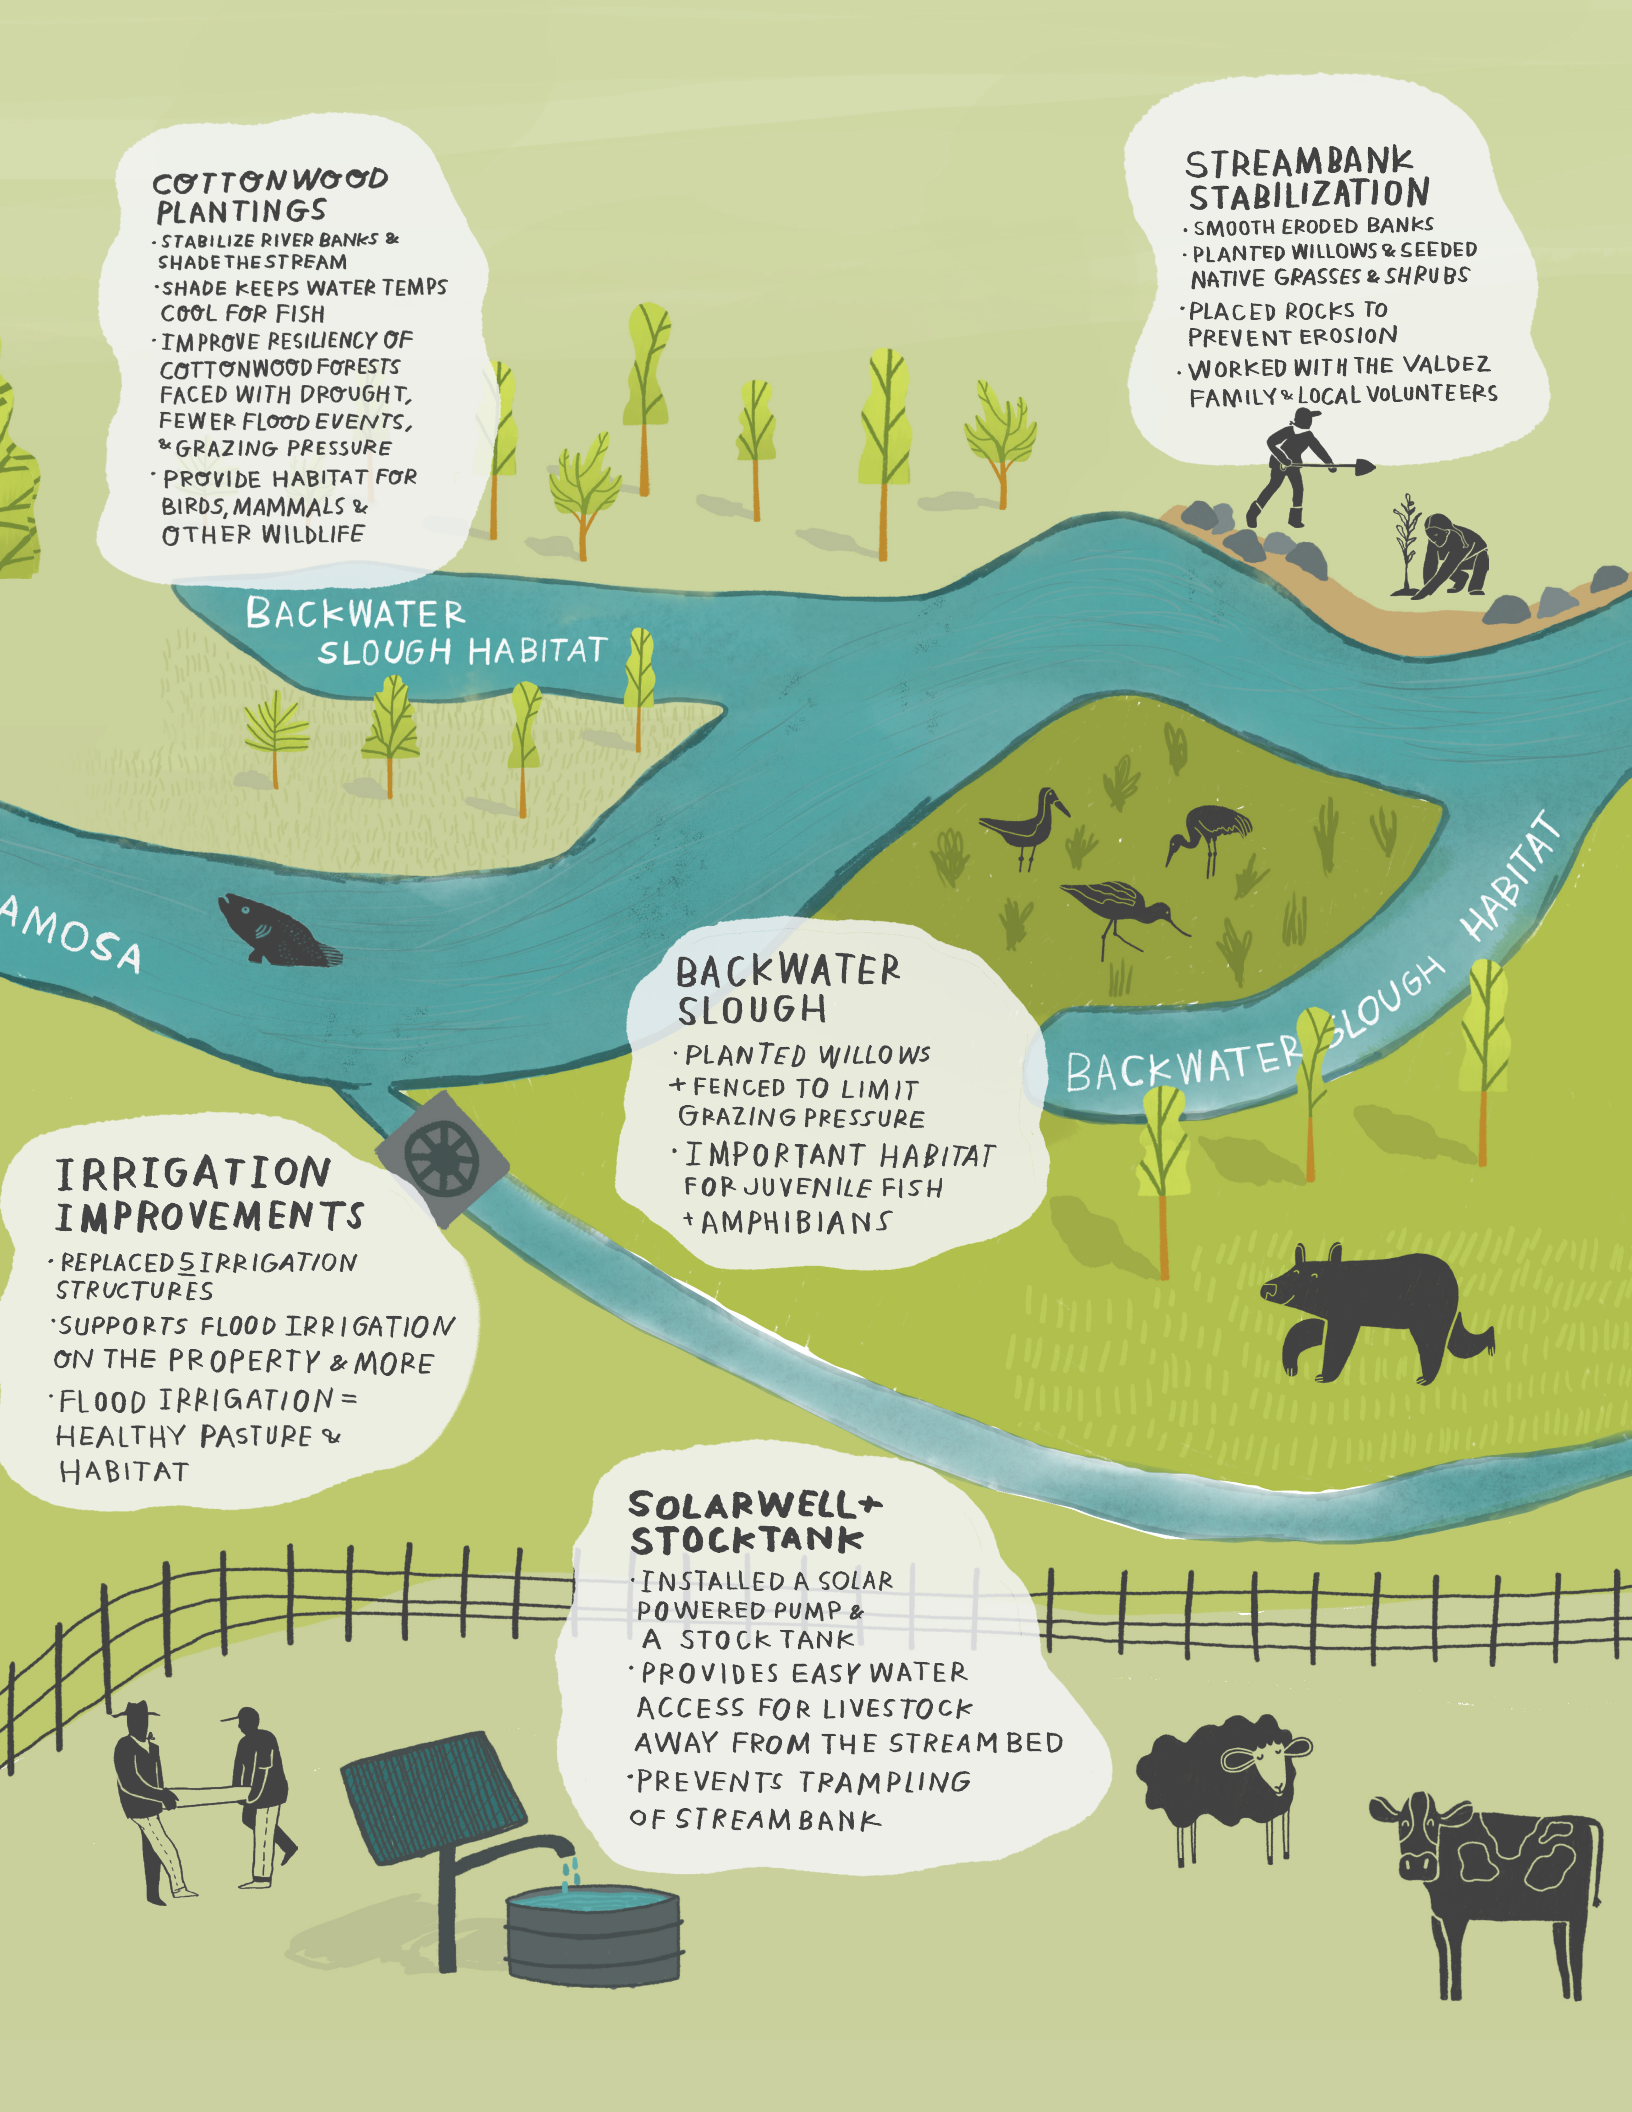 COTTONWOOD
PLANTINGS
· STABILIZE RIVER BANKS &
SHADE THE STREAM
· SHADE KEEPS WATER TEMPS
COOL FOR FISH
· IMPROVE RESILIENCY OF
COTTONWOOD FORESTS
FACED WITH DROUGHT,
FEWER FLOOD EVENTS,
& GRAZING PRESSURE
· PROVIDE HABITAT FOR
BIRDS, MAMMALS &
OTHER WILDLIFE
STREAMBANK
STABILIZATION
· SMOOTH ERODED BANKS
· PLANTED WILLOWS & SEEDED
NATIVE GRASSES & SHRUBS
· PLACED ROCKS TO
PREVENT EROSION
· WORKED WITH THE VALDEZ
FAMILY & LOCAL VOLUNTEERS
BACKWATER
SLOUGH HABITAT
AMOSA
BACKWATER SLOUGH HABITAT
BACKWATER
SLOUGH
· PLANTED WILLOWS
+ FENCED TO LIMIT
GRAZING PRESSURE
· IMPORTANT HABITAT
FOR JUVENILE FISH
+ AMPHIBIANS
IRRIGATION
IMPROVEMENTS
· REPLACED 5 IRRIGATION
STRUCTURES
· SUPPORTS FLOOD IRRIGATION
ON THE PROPERTY & MORE
· FLOOD IRRIGATION =
HEALTHY PASTURE &
HABITAT
SOLAR WELL +
STOCK TANK
· INSTALLED A SOLAR
POWERED PUMP &
A STOCK TANK
· PROVIDES EASY WATER
ACCESS FOR LIVESTOCK
AWAY FROM THE STREAM BED
· PREVENTS TRAMPLING
OF STREAM BANK